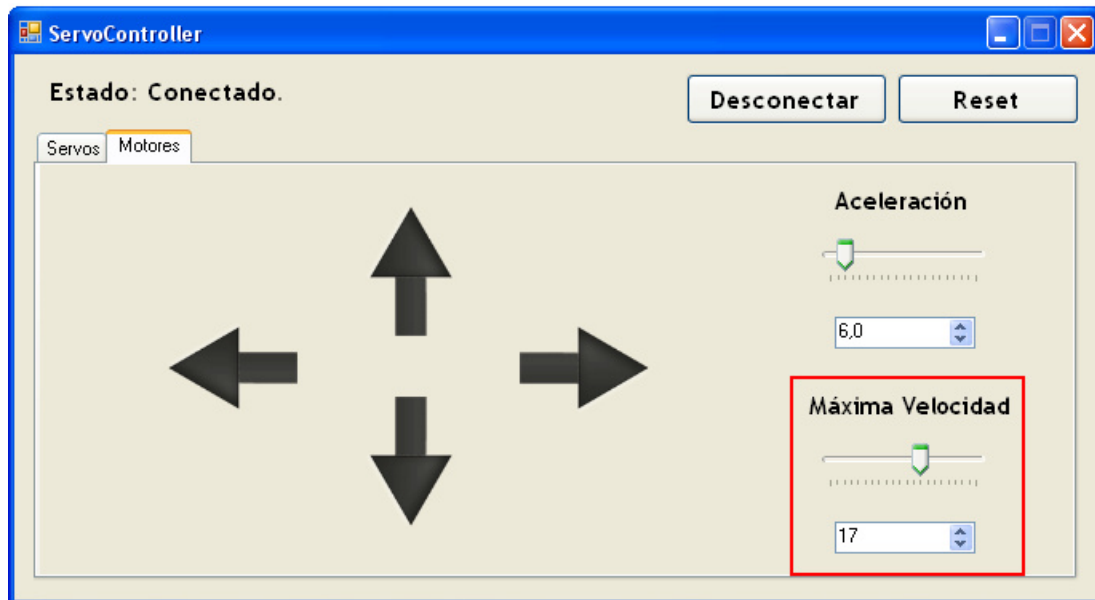 ServoController
Estado: Conectado.
Desconectar
Reset
Servos
Motores
Aceleración
6,0
Máxima Velocidad
17